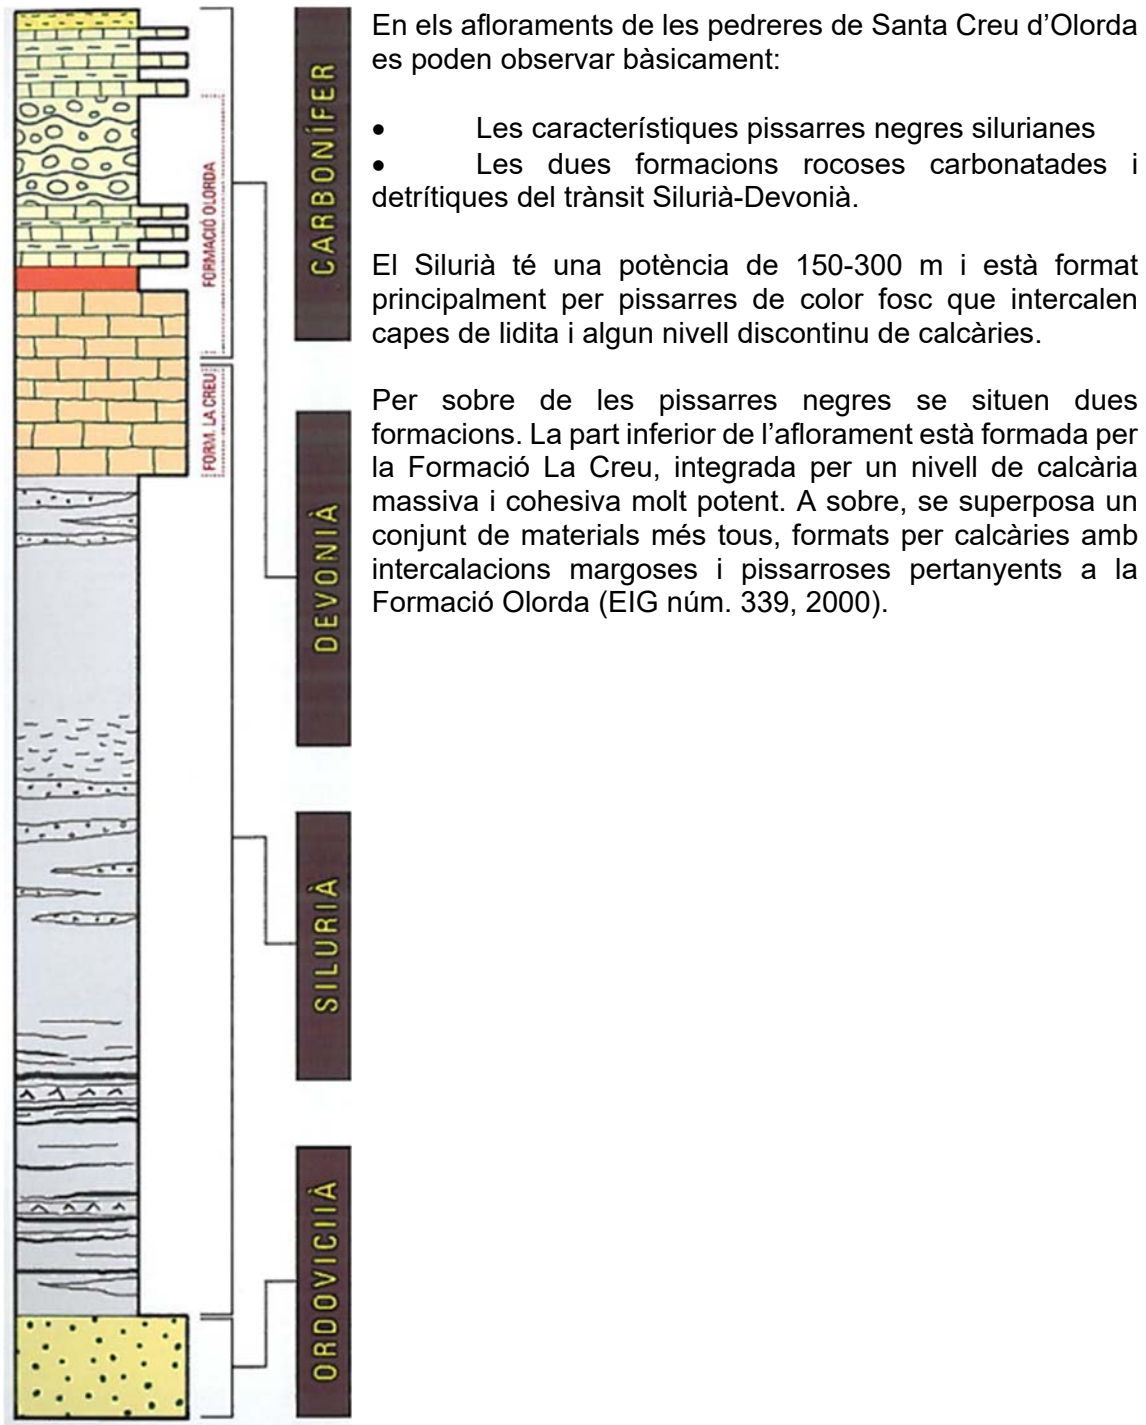 En els afloraments de les pedreres de Santa Creu d’Olorda
es poden observar bàsicament:
• Les característiques pissarres negres silurianes
• Les dues formacions rocoses carbonatades i
detrítiques del trànsit Silurià-Devonià.
El Silurià té una potència de 150-300 m i està format
principalment per pissarres de color fosc que intercalen
capes de lidita i algun nivell discontinu de calcàries.
Per sobre de les pissarres negres se situen dues
formacions. La part inferior de l’aflorament està formada per
la Formació La Creu, integrada per un nivell de calcària
massiva i cohesiva molt potent. A sobre, se superposa un
conjunt de materials més tous, formats per calcàries amb
intercalacions margoses i pissarroses pertanyents a la
Formació Olorda (EIG núm. 339, 2000).
FORMACIÓ OLORDA
FORM. LA CREU
CARBONÍFER
DEVONIÀ
SILURIÀ
ORDOVICIIÀ